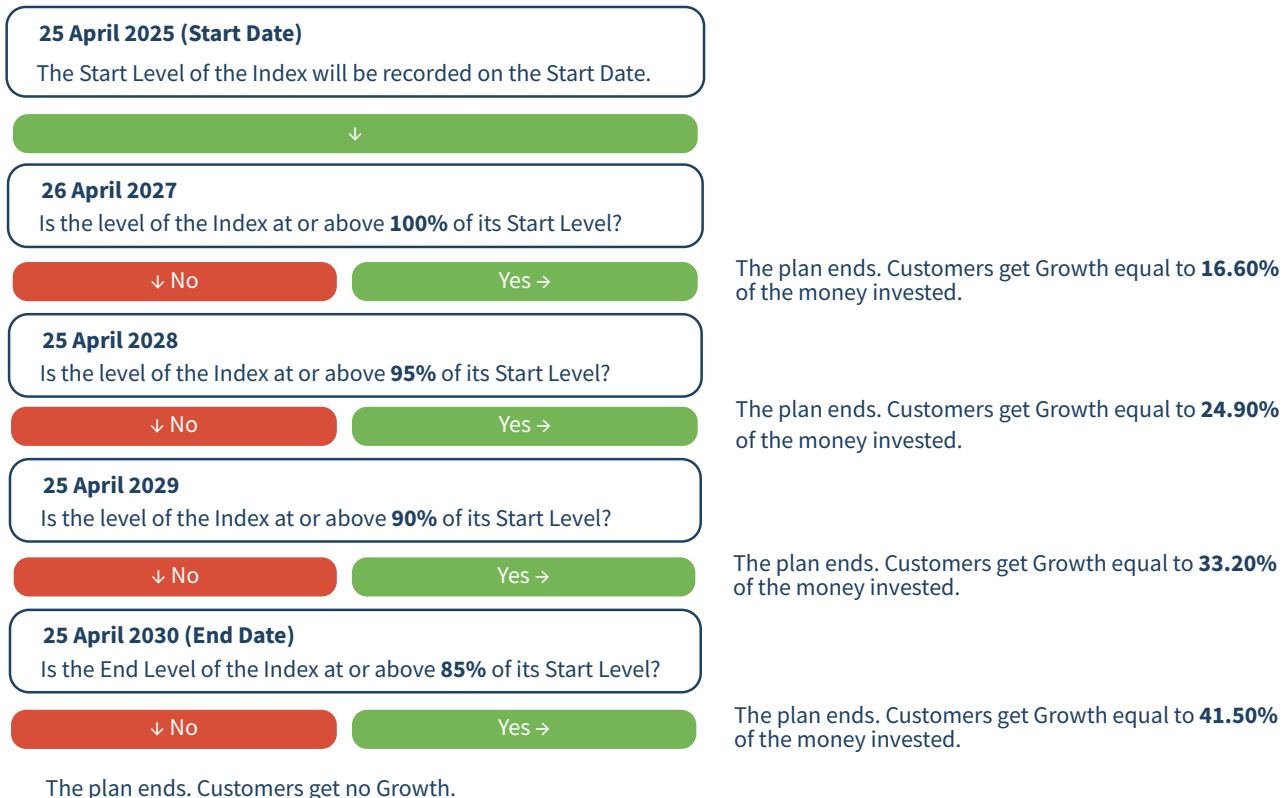 25 April 2025 (Start Date)
The Start Level of the Index will be recorded on the Start Date.
↓
26 April 2027
Is the level of the Index at or above 100% of its Start Level?
↓ No
Yes →
The plan ends. Customers get Growth equal to 16.60%
of the money invested.
25 April 2028
Is the level of the Index at or above 95% of its Start Level?
↓ No
Yes →
The plan ends. Customers get Growth equal to 24.90%
of the money invested.
25 April 2029
Is the level of the Index at or above 90% of its Start Level?
↓ No
Yes →
The plan ends. Customers get Growth equal to 33.20%
of the money invested.
25 April 2030 (End Date)
Is the End Level of the Index at or above 85% of its Start Level?
↓ No
Yes →
The plan ends. Customers get Growth equal to 41.50%
of the money invested.
The plan ends. Customers get no Growth.